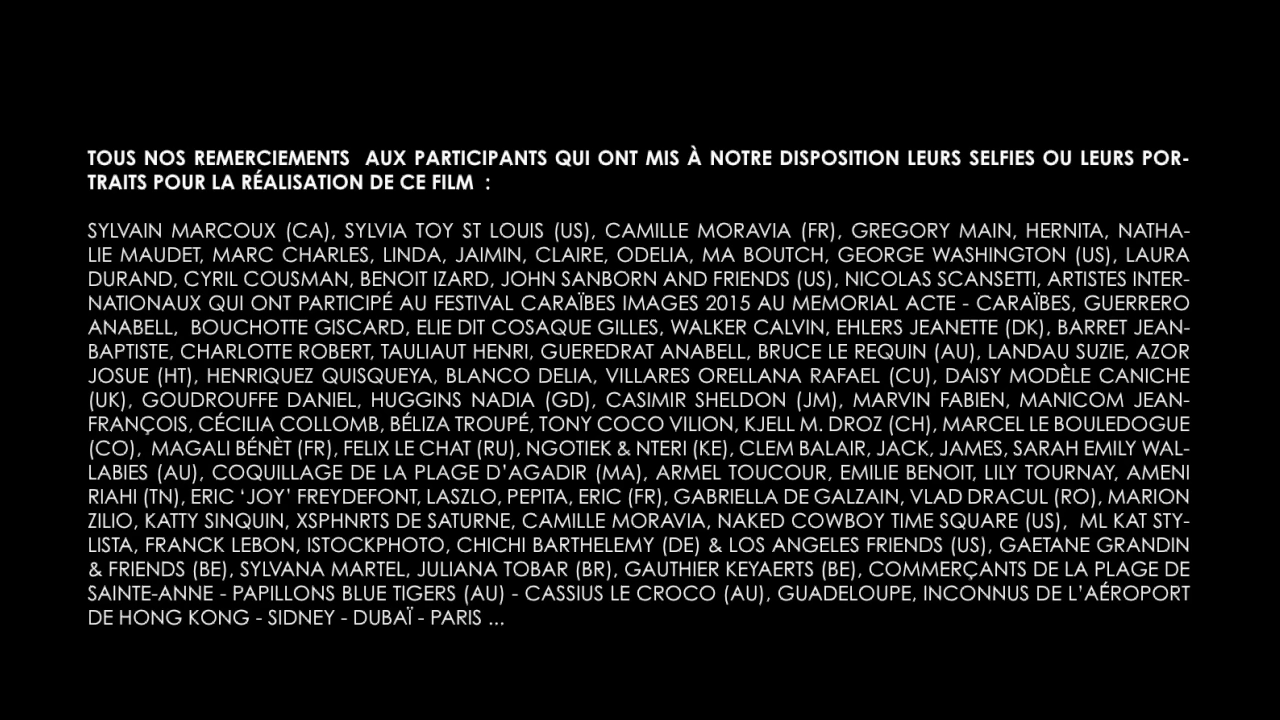 TOUS NOS REMERCIEMENTS  AUX PARTICIPANTS QUI ONT MIS À NOTRE DISPOSITION LEURS SELFIES OU LEURS POR-
TRAITS POUR LA RÉALISATION DE CE FILM  :
SYLVAIN MARCOUX (CA), SYLVIA TOY ST LOUIS (US), CAMILLE MORAVIA (FR), GREGORY MAIN, HERNITA, NATHA-
LIE MAUDET, MARC CHARLES, LINDA, JAIMIN, CLAIRE, ODELIA, MA BOUTCH, GEORGE WASHINGTON (US), LAURA
DURAND, CYRIL COUSMAN, BENOIT IZARD, JOHN SANBORN AND FRIENDS (US), NICOLAS SCANSETTI, ARTISTES INTER-
NATIONAUX QUI ONT PARTICIPÉ AU FESTIVAL CARAÏBES IMAGES 2015 AU MEMORIAL ACTE - CARAÏBES, GUERRERO
ANABELL,  BOUCHOTTE GISCARD, ELIE DIT COSAQUE GILLES, WALKER CALVIN, EHLERS JEANETTE (DK), BARRET JEAN-
BAPTISTE, CHARLOTTE ROBERT, TAULIAUT HENRI, GUEREDRAT ANABELL, BRUCE LE REQUIN (AU), LANDAU SUZIE, AZOR
JOSUE (HT), HENRIQUEZ QUISQUEYA, BLANCO DELIA, VILLARES ORELLANA RAFAEL (CU), DAISY MODÈLE CANICHE
(UK), GOUDROUFFE DANIEL, HUGGINS NADIA (GD), CASIMIR SHELDON (JM), MARVIN FABIEN, MANICOM JEAN-
FRANÇOIS, CÉCILIA COLLOMB, BÉLIZA TROUPÉ, TONY COCO VILION, KJELL M. DROZ (CH), MARCEL LE BOULEDOGUE
(CO),  MAGALI BÉNÈT (FR), FELIX LE CHAT (RU), NGOTIEK & NTERI (KE), CLEM BALAIR, JACK, JAMES, SARAH EMILY WAL-
LABIES (AU), COQUILLAGE DE LA PLAGE D'AGADIR (MA), ARMEL TOUCOUR, EMILIE BENOIT, LILY TOURNAY, AMENI
RIAHI (TN), ERIC ‘JOY’ FREYDEFONT, LASZLO, PEPITA, ERIC (FR), GABRIELLA DE GALZAIN, VLAD DRACUL (RO), MARION
ZILIO, KATTY SINQUIN, XSPHNRTS DE SATURNE, CAMILLE MORAVIA, NAKED COWBOY TIME SQUARE (US),  ML KAT STY-
LISTA, FRANCK LEBON, ISTOCKPHOTO, CHICHI BARTHELEMY (DE) & LOS ANGELES FRIENDS (US), GAETANE GRANDIN
& FRIENDS (BE), SYLVANA MARTEL, JULIANA TOBAR (BR), GAUTHIER KEYAERTS (BE), COMMERÇANTS DE LA PLAGE DE
SAINTE-ANNE - PAPILLONS BLUE TIGERS (AU) - CASSIUS LE CROCO (AU), GUADELOUPE, INCONNUS DE L'AÉROPORT
DE HONG KONG - SIDNEY - DUBAÏ - PARIS ...